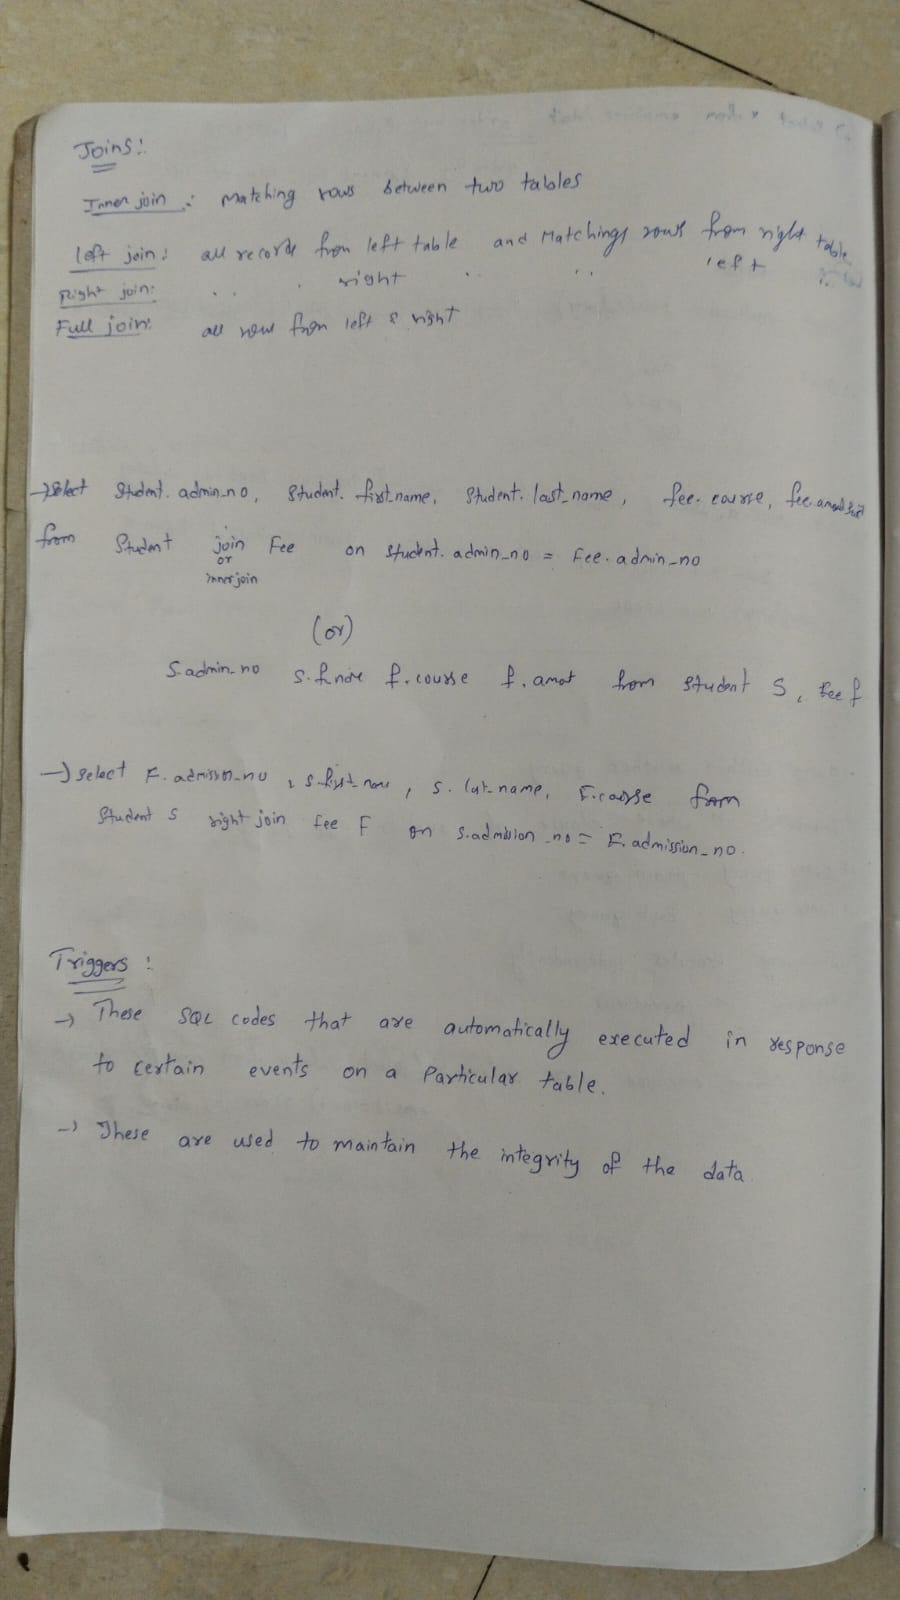 Joins:
Inner join : Matching rows between two tables
left join : all records from left table and Matchings rows from right table
Right join: .. . right .. .. left ..
Full join: all rows from left & right
→ Select Student. admin_no, Student. first_name, Student. last_name, fee. course, fee.
from Student join Fee on student. admin_no = Fee. admin_no
or
inner join
(or)
S.admin_no f. course f. amot from Student S, Fee f
→ select F. admission_no , S. first_name , S. last_name, F.course from
Student S right join Fee F on S.admission_no = F. admission_no.
Triggers :
→ These SQL codes that are automatically executed in response
to certain events on a Particular table.
→ These are used to maintain the integrity of the data